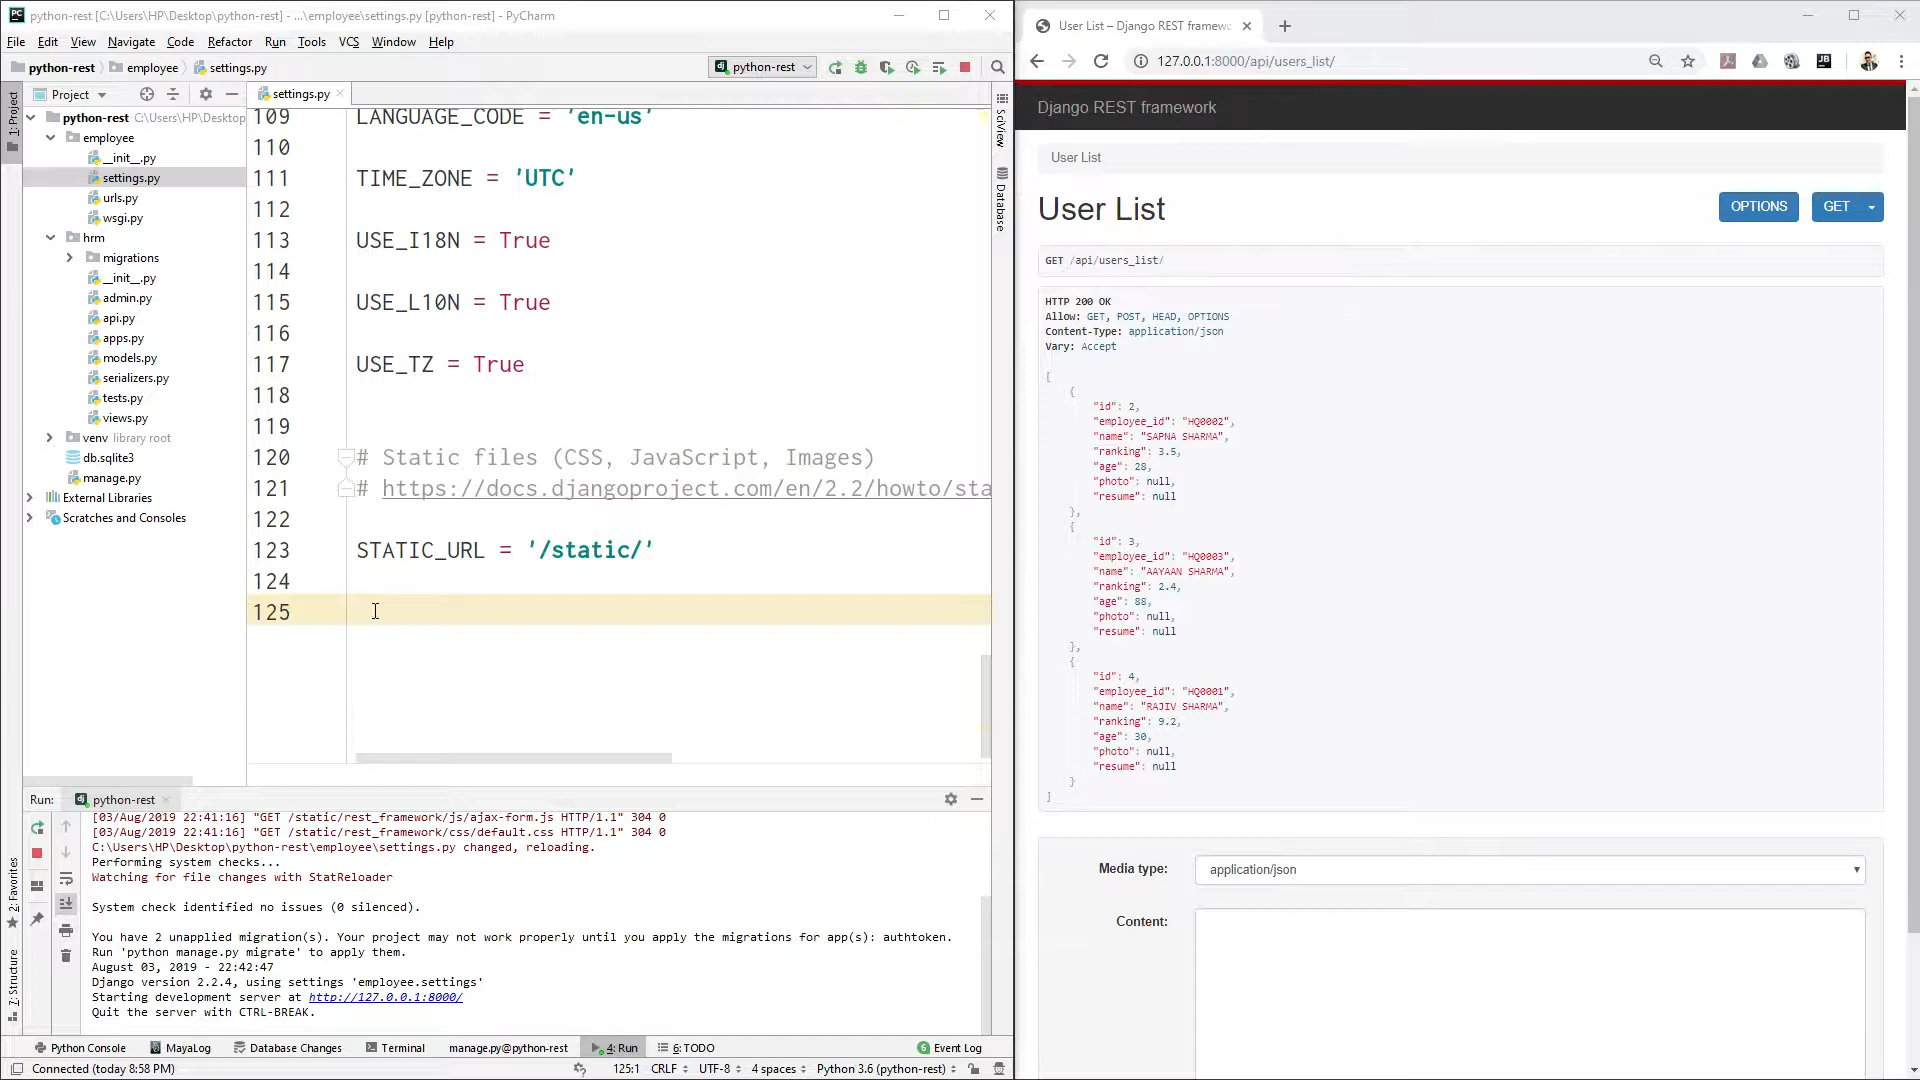 python-rest [C:\Users\HP\Desktop\python-rest] - ...\employee\settings.py [python-rest] - PyCharm
File Edit View Navigate Code Refactor Run Tools VCS Window Help
python-rest employee settings.py
python-rest
1: Project
Project
settings.py
python-rest C:\Users\HP\Desktop
employee
__init__.py
settings.py
urls.py
wsgi.py
hrm
migrations
__init__.py
admin.py
api.py
apps.py
models.py
serializers.py
tests.py
views.py
venv library root
db.sqlite3
manage.py
External Libraries
Scratches and Consoles
109 LANGUAGE_CODE = 'en-us'
110
111 TIME_ZONE = 'UTC'
112
113 USE_I18N = True
114
115 USE_L10N = True
116
117 USE_TZ = True
118
119
120 # Static files (CSS, JavaScript, Images)
121 # https://docs.djangoproject.com/en/2.2/howto/sta
122
123 STATIC_URL = '/static/'
124
125
SciView
Database
Run: python-rest
[03/Aug/2019 22:41:16] "GET /static/rest_framework/js/ajax-form.js HTTP/1.1" 304 0
[03/Aug/2019 22:41:16] "GET /static/rest_framework/css/default.css HTTP/1.1" 304 0
C:\Users\HP\Desktop\python-rest\employee\settings.py changed, reloading.
Performing system checks...
Watching for file changes with StatReloader
System check identified no issues (0 silenced).
You have 2 unapplied migration(s). Your project may not work properly until you apply the migrations for app(s): authtoken.
Run 'python manage.py migrate' to apply them.
August 03, 2019 - 22:42:47
Django version 2.2.4, using settings 'employee.settings'
Starting development server at http://127.0.0.1:8000/
Quit the server with CTRL-BREAK.
2: Favorites
7: Structure
Python Console MayaLog Database Changes Terminal manage.py@python-rest 4: Run 6: TODO 6 Event Log
Connected (today 8:58 PM) 125:1 CRLF UTF-8 4 spaces Python 3.6 (python-rest)
User List – Django REST framewo
127.0.0.1:8000/api/users_list/
Django REST framework
User List
User List
OPTIONS GET
GET /api/users_list/
HTTP 200 OK
Allow: GET, POST, HEAD, OPTIONS
Content-Type: application/json
Vary: Accept
[
{
"id": 2,
"employee_id": "HQ0002",
"name": "SAPNA SHARMA",
"ranking": 3.5,
"age": 28,
"photo": null,
"resume": null
},
{
"id": 3,
"employee_id": "HQ0003",
"name": "AAYAAN SHARMA",
"ranking": 2.4,
"age": 88,
"photo": null,
"resume": null
},
{
"id": 4,
"employee_id": "HQ0001",
"name": "RAJIV SHARMA",
"ranking": 9.2,
"age": 30,
"photo": null,
"resume": null
}
]
Media type: application/json
Content: